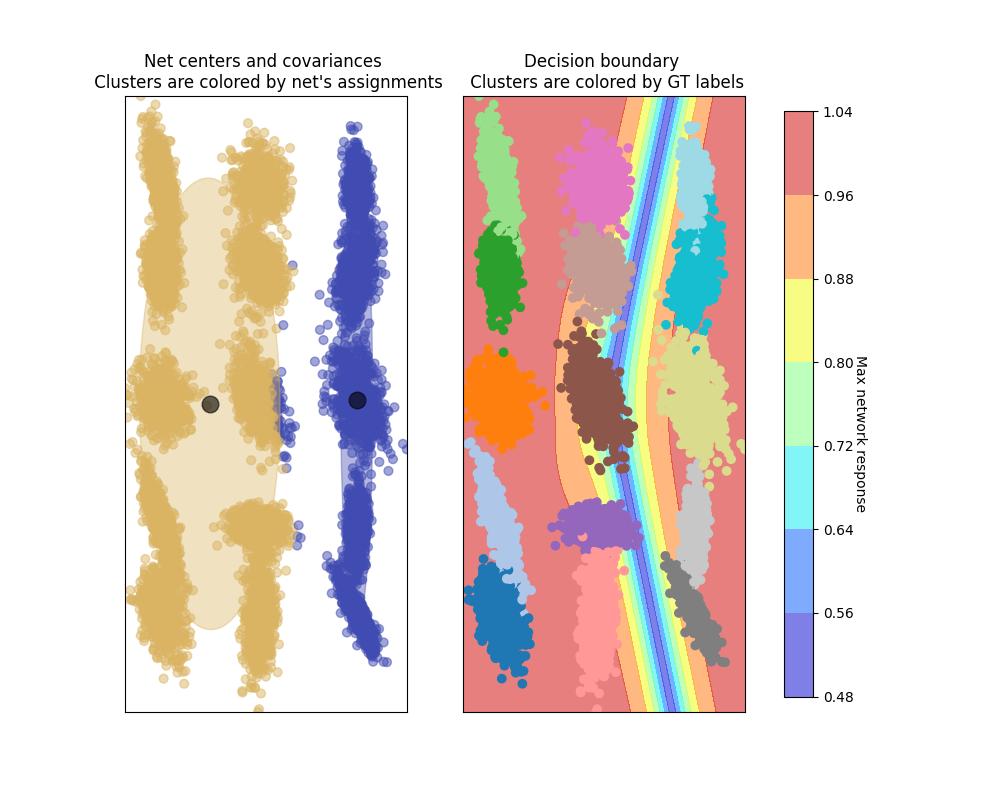 Net centers and covariances
Clusters are colored by net's assignments
Decision boundary
Clusters are colored by GT labels
1.04
0.96
0.88
0.80
0.72
0.64
0.56
0.48
Max network response